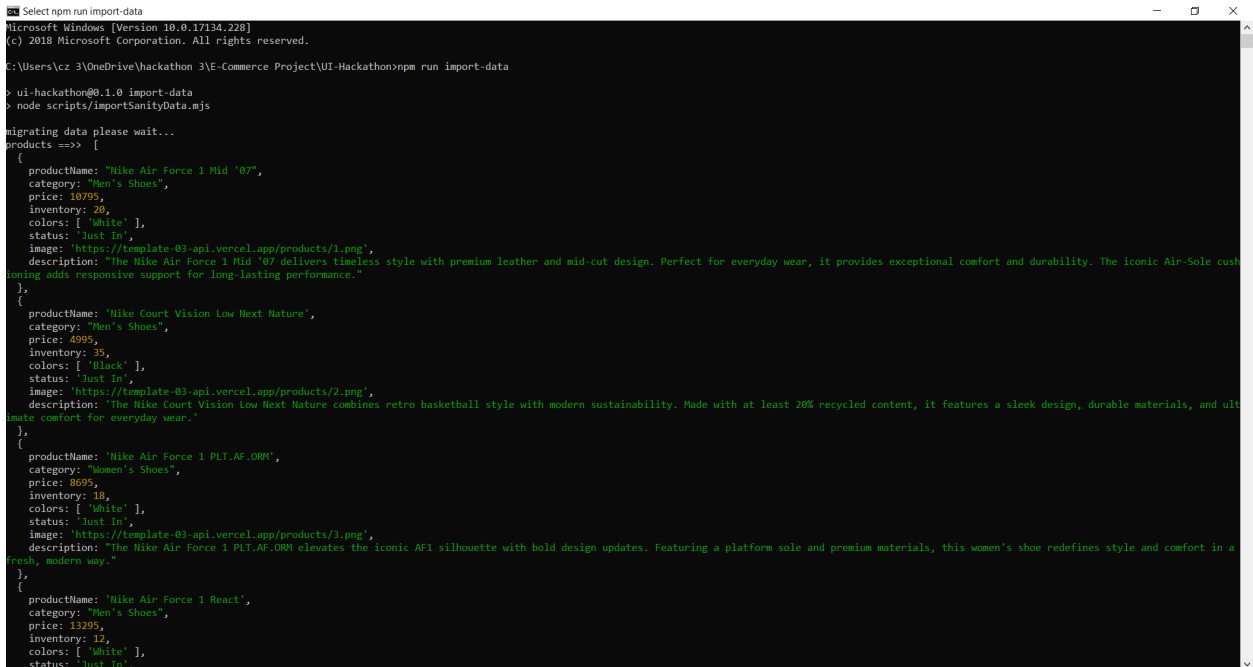 Select npm run import-data
Microsoft Windows [Version 10.0.17134.228]
(c) 2018 Microsoft Corporation. All rights reserved.
C:\Users\cz 3\OneDrive\hackathon 3\E-Commerce Project\UI-Hackathon>npm run import-data
> ui-hackathon@0.1.0 import-data
> node scripts/importSanityData.mjs
migrating data please wait...
products ==>> [
{
productName: "Nike Air Force 1 Mid '07",
category: "Men's Shoes",
price: 10795,
inventory: 20,
colors: [ 'White' ],
status: 'Just In',
image: 'https://template-03-api.vercel.app/products/1.png',
description: "The Nike Air Force 1 Mid '07 delivers timeless style with premium leather and mid-cut design. Perfect for everyday wear, it provides exceptional comfort and durability. The iconic Air-Sole cush
ioning adds responsive support for long-lasting performance."
},
{
productName: 'Nike Court Vision Low Next Nature',
category: "Men's Shoes",
price: 4995,
inventory: 35,
colors: [ 'Black' ],
status: 'Just In',
image: 'https://template-03-api.vercel.app/products/2.png',
description: 'The Nike Court Vision Low Next Nature combines retro basketball style with modern sustainability. Made with at least 20% recycled content, it features a sleek design, durable materials, and ult
imate comfort for everyday wear.'
},
{
productName: 'Nike Air Force 1 PLT.AF.ORM',
category: "Women's Shoes",
price: 8695,
inventory: 18,
colors: [ 'White' ],
status: 'Just In',
image: 'https://template-03-api.vercel.app/products/3.png',
description: "The Nike Air Force 1 PLT.AF.ORM elevates the iconic AF1 silhouette with bold design updates. Featuring a platform sole and premium materials, this women's shoe redefines style and comfort in a
fresh, modern way."
},
{
productName: 'Nike Air Force 1 React',
category: "Men's Shoes",
price: 13295,
inventory: 12,
colors: [ 'White' ],
status: 'Just In',